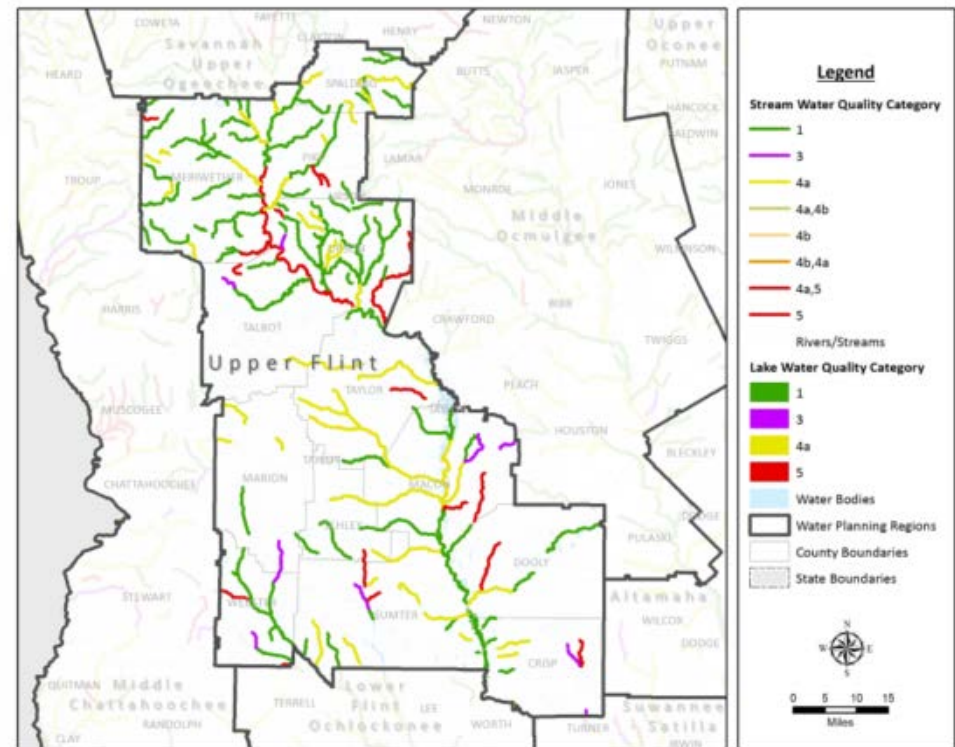 COWETA
FAYETTE
CLAYTON
HENRY
NEWTON
Upper
Oconee
PUTNAM
Savannah
Upper
Ogeechee
HEARD
SPALDING
BUTTS
JASPER
HANCOCK
BALDWIN
PIKE
LAMAR
TROUP
MERIWETHER
MONROE
JONES
Middle
Ocmulgee
WILKINSON
UPSON
HARRIS
BIBB
TALBOT
CRAWFORD
TWIGGS
Upper Flint
TAYLOR
PEACH
MUSCOGEE
HOUSTON
BLECKLEY
CHATTAHOOCHEE
MARION
MACON
DODGE
SCHLEY
PULASKI
DOOLY
STEWART
WEBSTER
SUMTER
Altamaha
WILCOX
DODGE
CRISP
QUITMAN
Middle
Chattahoochee
RANDOLPH
TERRELL
Lower
Flint
Ochlockonee
LEE
WORTH
TURNER
Suwannee
- Satilla
CLAY
IRWIN
Legend
Stream Water Quality Category
1
3
4a
4a,4b
4b
4b,4a
4a,5
5
Rivers/Streams
Lake Water Quality Category
1
3
4a
5
Water Bodies
Water Planning Regions
County Boundaries
State Boundaries
N
W E
S
0 5 10 15
Miles